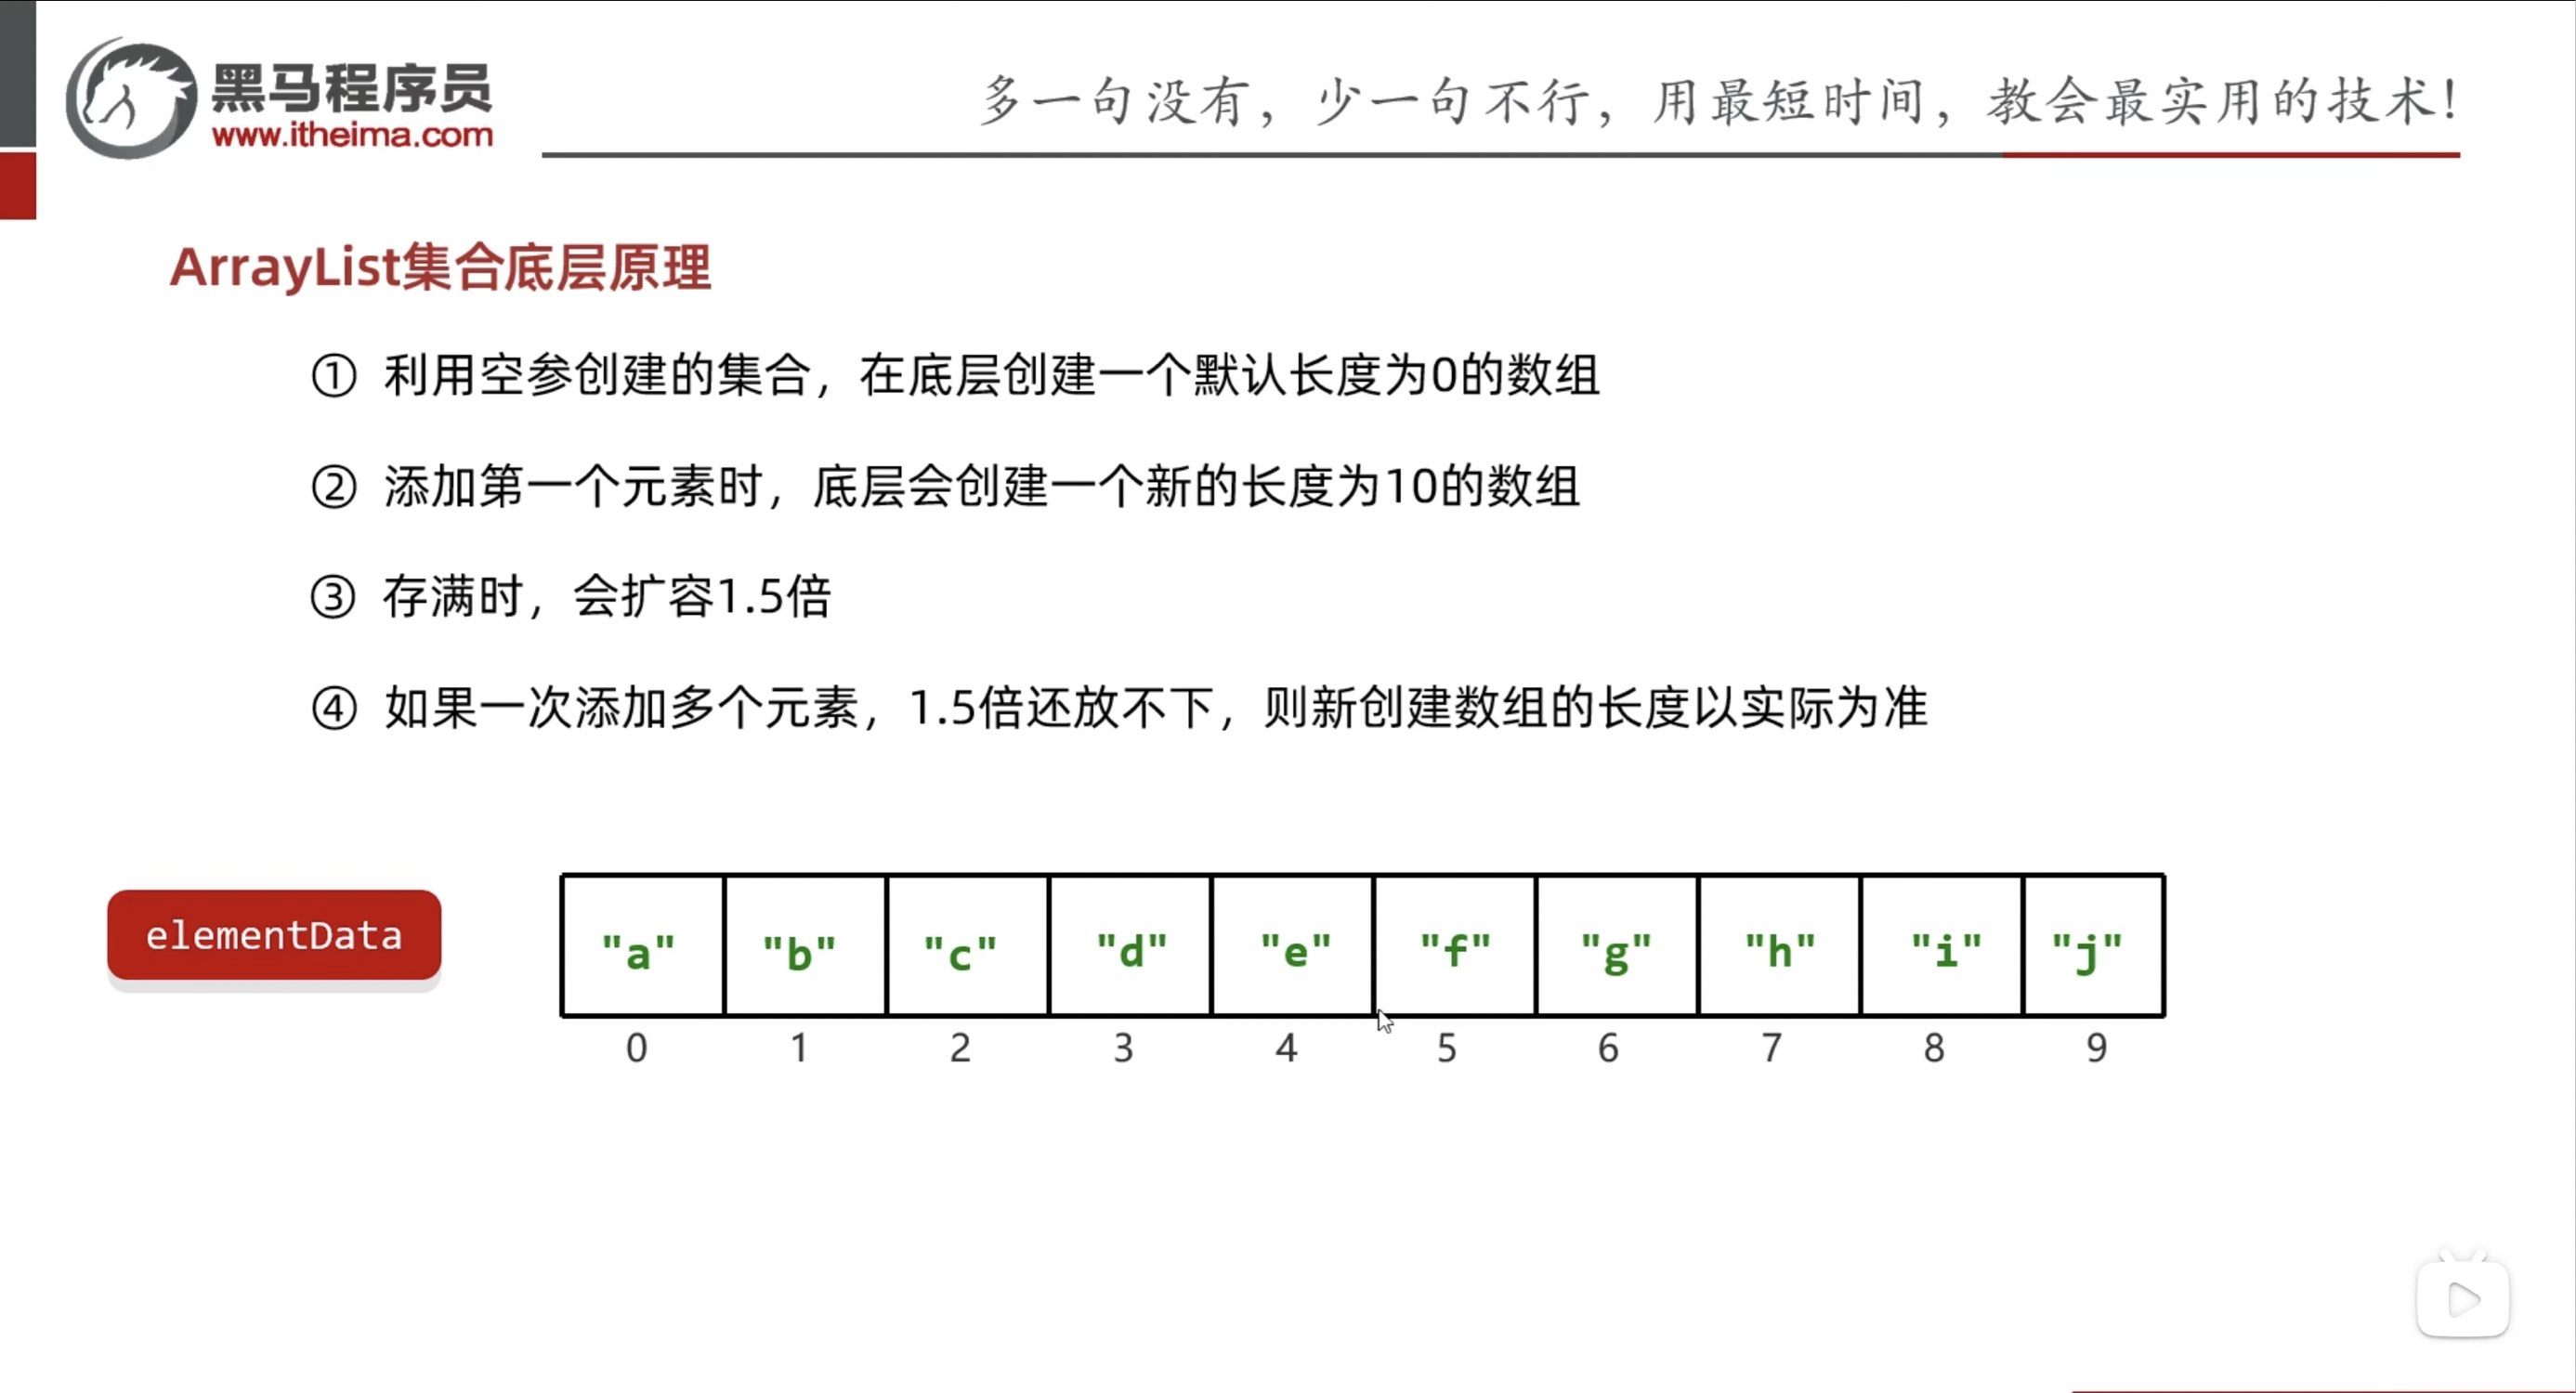 黑马程序员
www.itheima.com
多一句没有，少一句不行，用最短时间，教会最实用的技术！
ArrayList集合底层原理
① 利用空参创建的集合，在底层创建一个默认长度为0的数组
② 添加第一个元素时，底层会创建一个新的长度为10的数组
③ 存满时，会扩容1.5倍
④ 如果一次添加多个元素，1.5倍还放不下，则新创建数组的长度以实际为准
elementData
"a" "b" "c" "d" "e" "f" "g" "h" "i" "j"
0 1 2 3 4 5 6 7 8 9